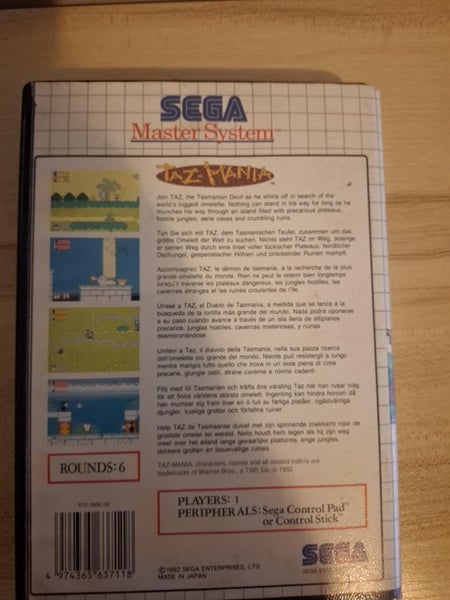 SEGA
Master System™
TAZ-MANIA
Join TAZ, the Tasmanian Devil as he whirls off in search of the
world's biggest omelette. Nothing can stand in his way for long as he
munches his way through an island filled with precarious plateaus,
hostile jungles, eerie caves and crumbling ruins.
Tun Sie sich mit TAZ, dem Tasmanischen Teufel, zusammen um das
größte Omelett der Welt zu suchen. Nichts steht TAZ im Weg, solange
er seinen Weg durch eine Insel voller tückischer Plateaus, feindlicher
Dschungel, gespenstischer Höhlen und bröckelnder Ruinen mampft.
Accompagnez TAZ, le démon de tasmanie, à la recherche de la plus
grande omelette du monde. Rien ne peut le retenir bien longtemps
lorsqu'il traverse les plateaux dangereux, les jungles hostiles, les
cavernes étranges et les ruines croulantes de l'île.
Unase a TAZ, el Diablo de Tasmania, a medida que se lanza a la
búsqueda de la tortilla más grande del mundo. Nada podrá oponerse
a su paso cuando avance a través de un isla llena de altiplanos
precarios, junglas hostiles, cavernas misteriosas, y ruinas
desmoronándose
Unitevi a Taz, il diavolo della Tasmania, nella sua pazza ricerca
dell'omelette più grande del mondo. Niente può resistergli a lungo
mentre mangia tutto quello che trova in un isola piena di cime
precarie, giungle ostili, strane caverne e rovine cadenti.
Följ med till Tasmanien och träffa öns värsting Taz när han rusar iväg
för att finna världens största omelett. Ingenting kan hindra honom då
han mumsar sig fram över en ö full av farliga platåer, ogästvänliga
djungler, kusliga grottor och förfallna ruiner.
Help TAZ de Tasmaanse duivel met zijn spinnende zoektocht naar de
grootste omelet ter wereld. Niets houdt hem tegen als hij zijn weg
vreet over het eiland langs gevaarlijke platforms, enge jungles,
donkere grotten en bouwvallige ruïnes.
TAZ-MANIA, characters, names and all related indicia are
trademarks of Warner Bros., a TWE Co. © 1992
ROUNDS: 6
PLAYERS: 1
PERIPHERALS: Sega Control Pad™
or Control Stick™
4 974365 637118
©1992 SEGA ENTERPRISES, LTD.
MADE IN JAPAN
SEGA